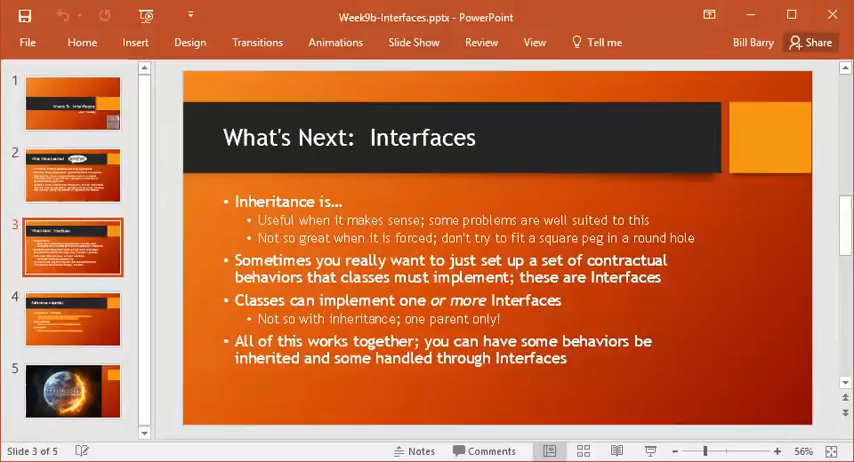 Week9b-Interfaces.pptx - PowerPoint
File Home Insert Design Transitions Animations Slide Show Review View Tell me Bill Barry Share
1
2
3
4
5
What's Next: Interfaces
• Inheritance is…
• Useful when it makes sense; some problems are well suited to this
• Not so great when it is forced; don't try to fit a square peg in a round hole
• Sometimes you really want to just set up a set of contractual
behaviors that classes must implement; these are Interfaces
• Classes can implement one or more Interfaces
• Not so with inheritance; one parent only!
• All of this works together; you can have some behaviors be
inherited and some handled through Interfaces
Slide 3 of 5 Notes Comments 56%